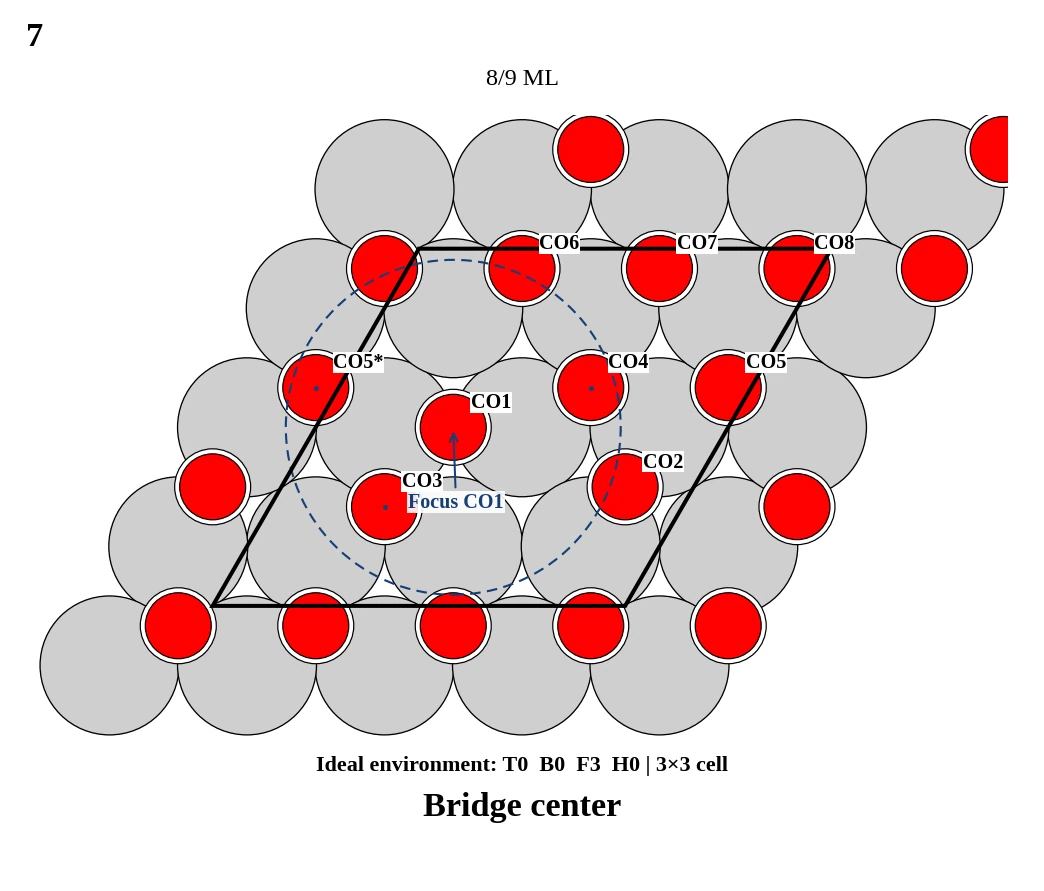 7
8/9 ML
CO6
CO7
CO8
CO5*
CO4
CO5
CO1
CO2
CO3
Focus CO1
Ideal environment: T0 B0 F3 H0 | 3×3 cell
Bridge center